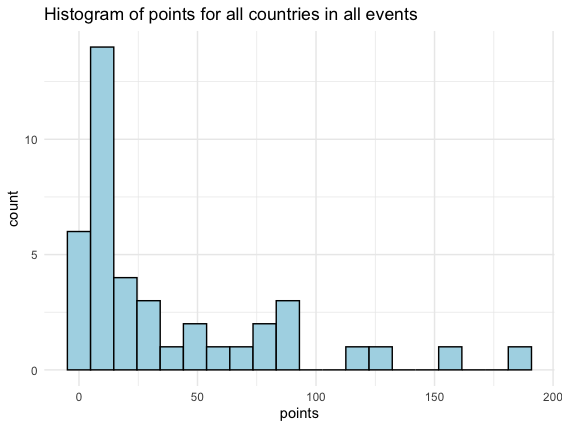 Histogram of points for all countries in all events
10
5
0
count
0 50 100 150 200
points